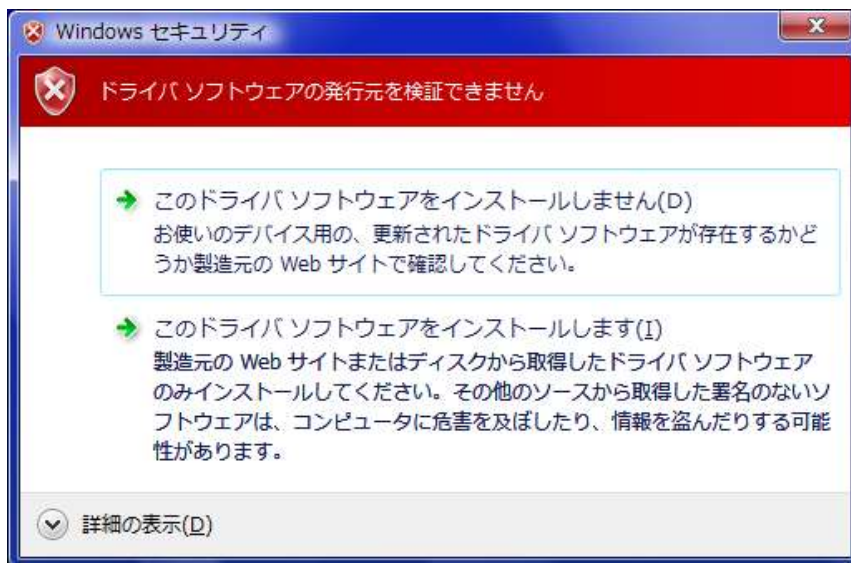 Windows セキュリティ
ドライバ ソフトウェアの発行元を検証できません
このドライバ ソフトウェアをインストールしません(D)
お使いのデバイス用の、更新されたドライバ ソフトウェアが存在するかど
うか製造元の Web サイトで確認してください。
このドライバ ソフトウェアをインストールします(I)
製造元の Web サイトまたはディスクから取得したドライバ ソフトウェア
のみインストールしてください。その他のソースから取得した署名のないソ
フトウェアは、コンピュータに危害を及ぼしたり、情報を盗んだりする可能
性があります。
詳細の表示(D)